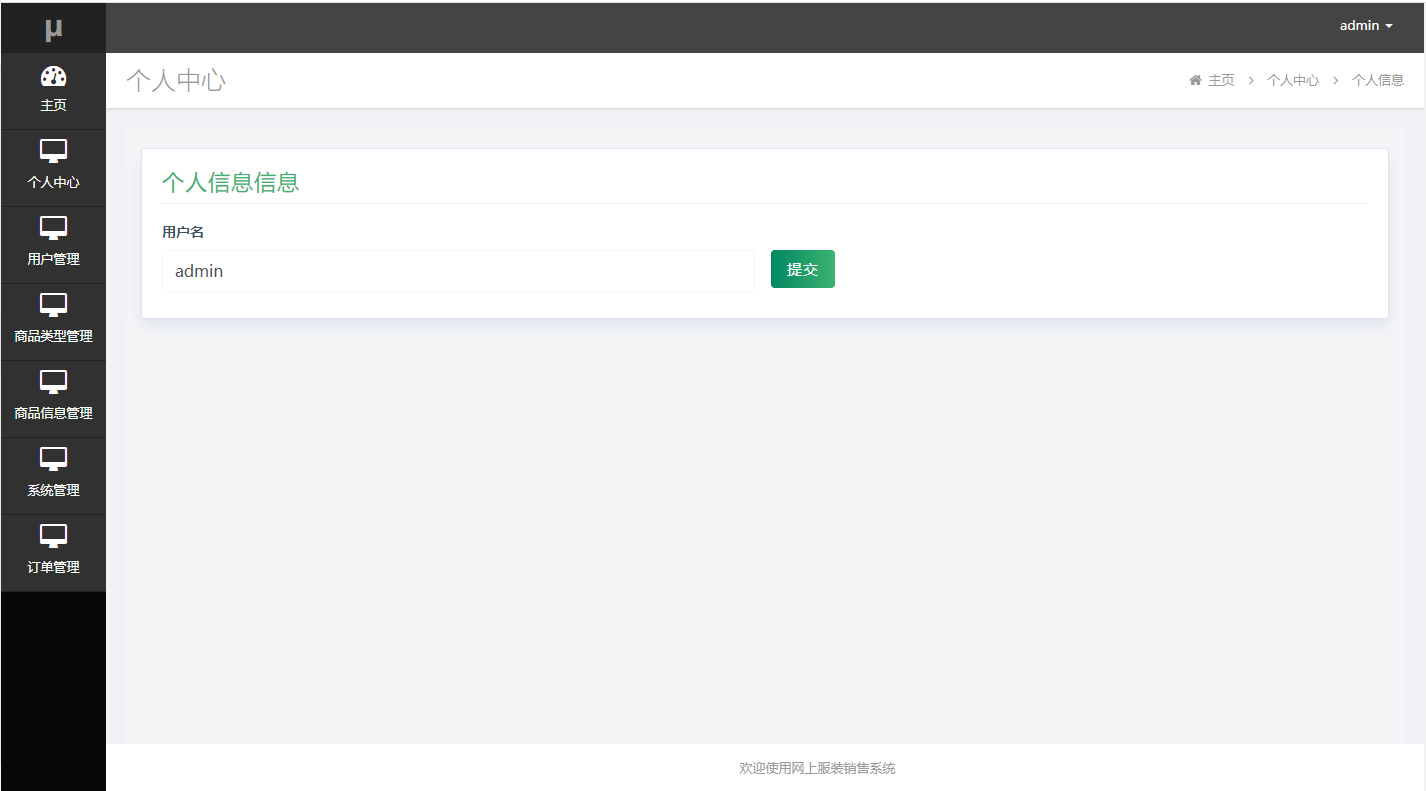 μ
admin
主页
个人中心
用户管理
商品类型管理
商品信息管理
系统管理
订单管理
个人中心
主页 > 个人中心 > 个人信息
个人信息信息
用户名
admin
提交
欢迎使用网上服装销售系统